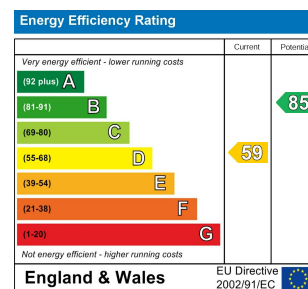 Energy Efficiency Rating
Current
Very energy efficient - lower running costs
(92 plus) A
(81-91) B
85
(69-80) C
(55-68) D
59
(39-54) E
(21-38) F
(1-20) G
Not energy efficient - higher running costs
England & Wales
EU Directive
2002/91/EC